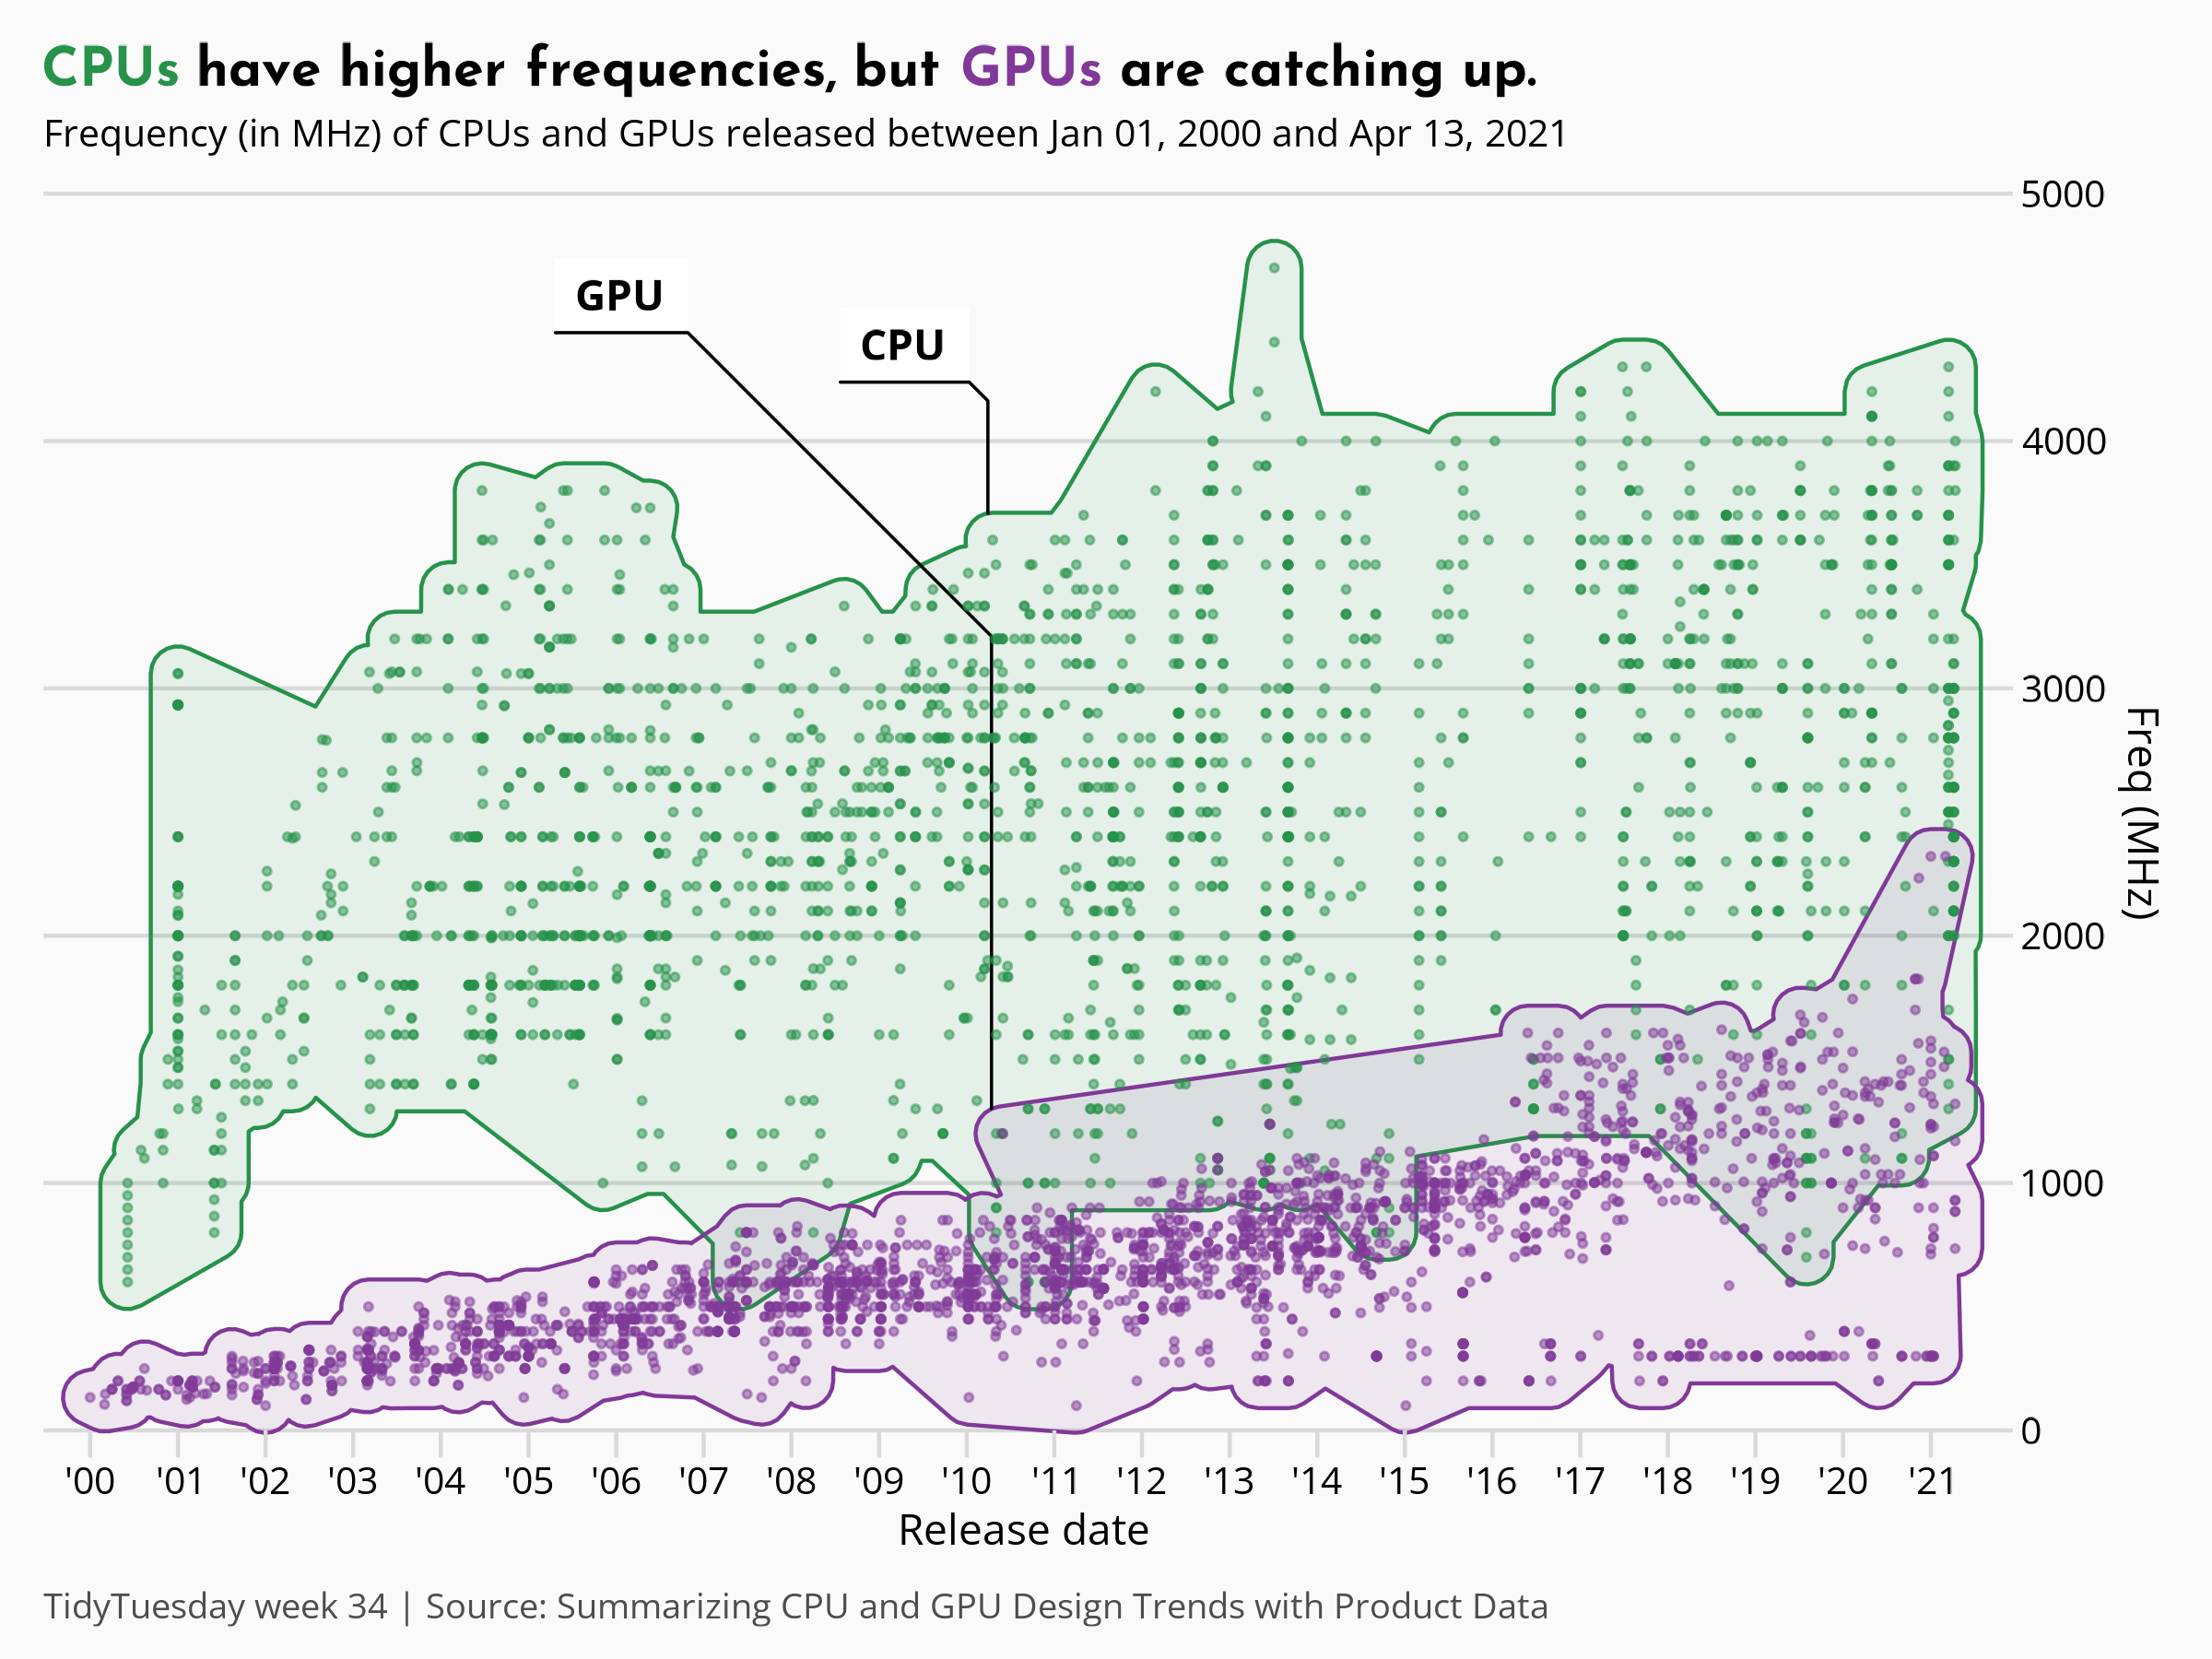 CPUs have higher frequencies, but GPUs are catching up.
Frequency (in MHz) of CPUs and GPUs released between Jan 01, 2000 and Apr 13, 2021
5000
GPU
CPU
4000
3000
Freq (MHz)
2000
1000
0
'00 '01 '02 '03 '04 '05 '06 '07 '08 '09 '10 '11 '12 '13 '14 '15 '16 '17 '18 '19 '20 '21
Release date
TidyTuesday week 34 | Source: Summarizing CPU and GPU Design Trends with Product Data